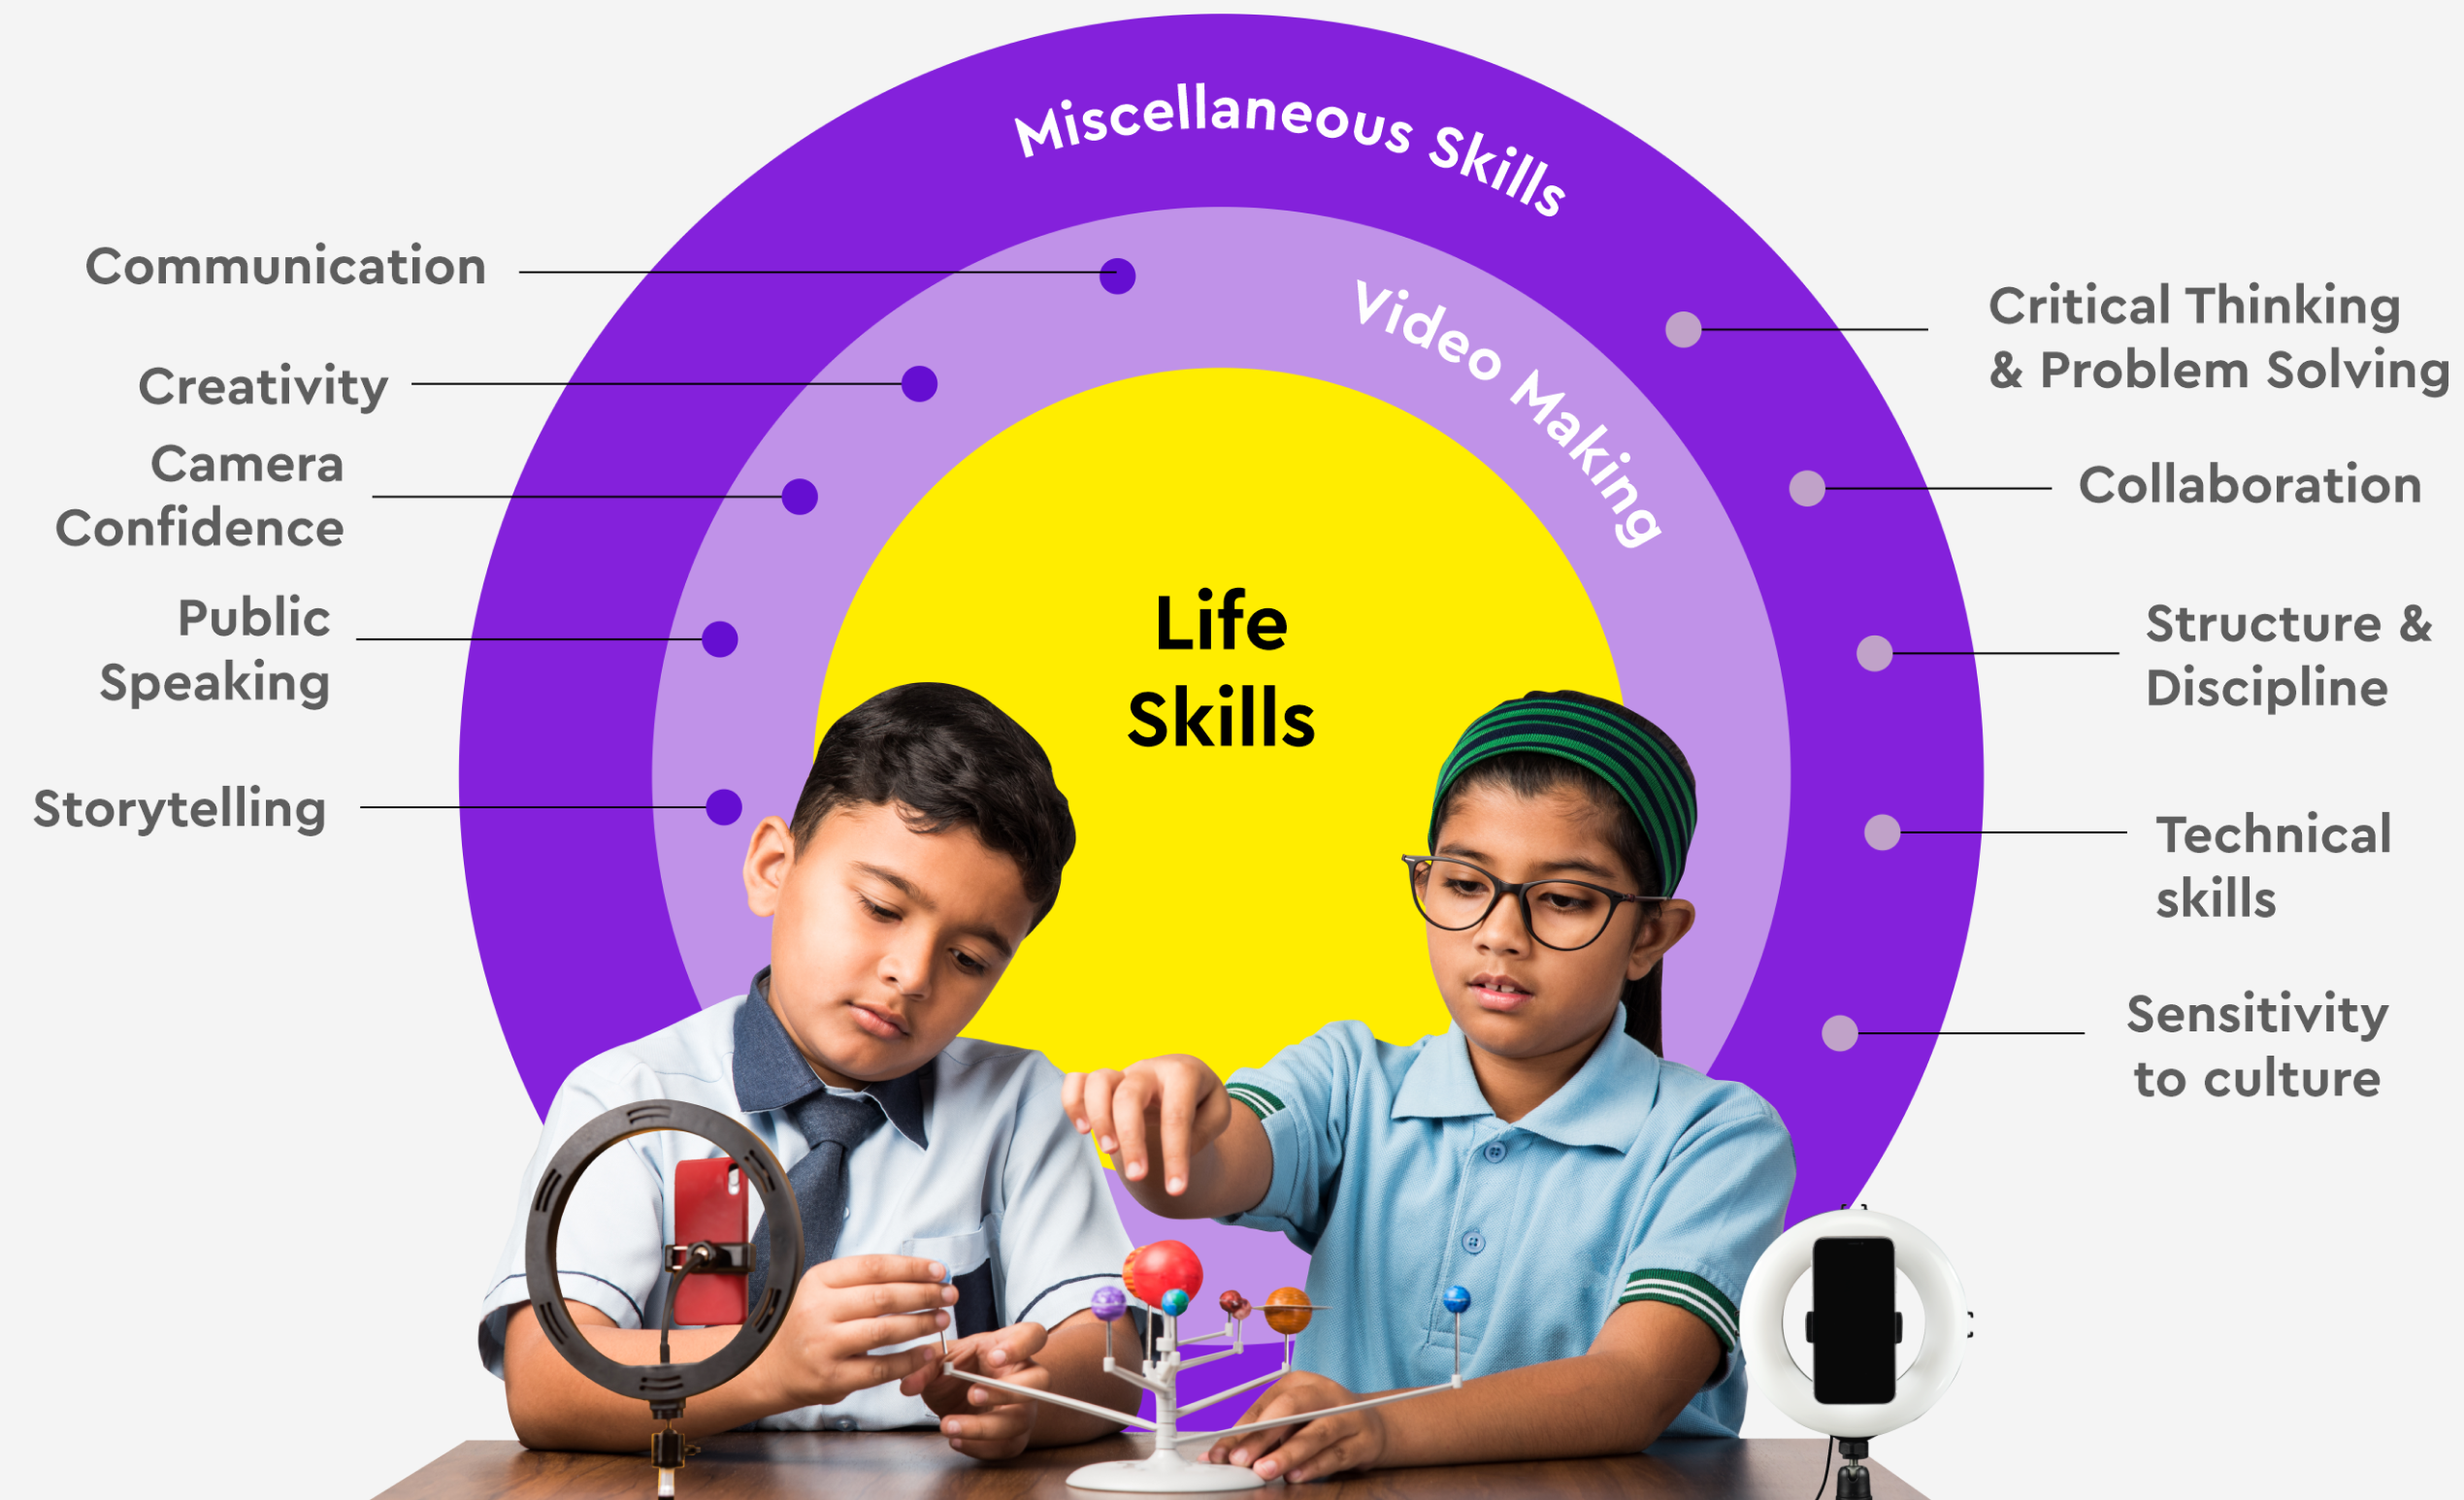 Miscellaneous Skills
Video Making
Life
Skills
Communication
Creativity
Camera
Confidence
Public
Speaking
Storytelling
Critical Thinking
& Problem Solving
Collaboration
Structure &
Discipline
Technical
skills
Sensitivity
to culture